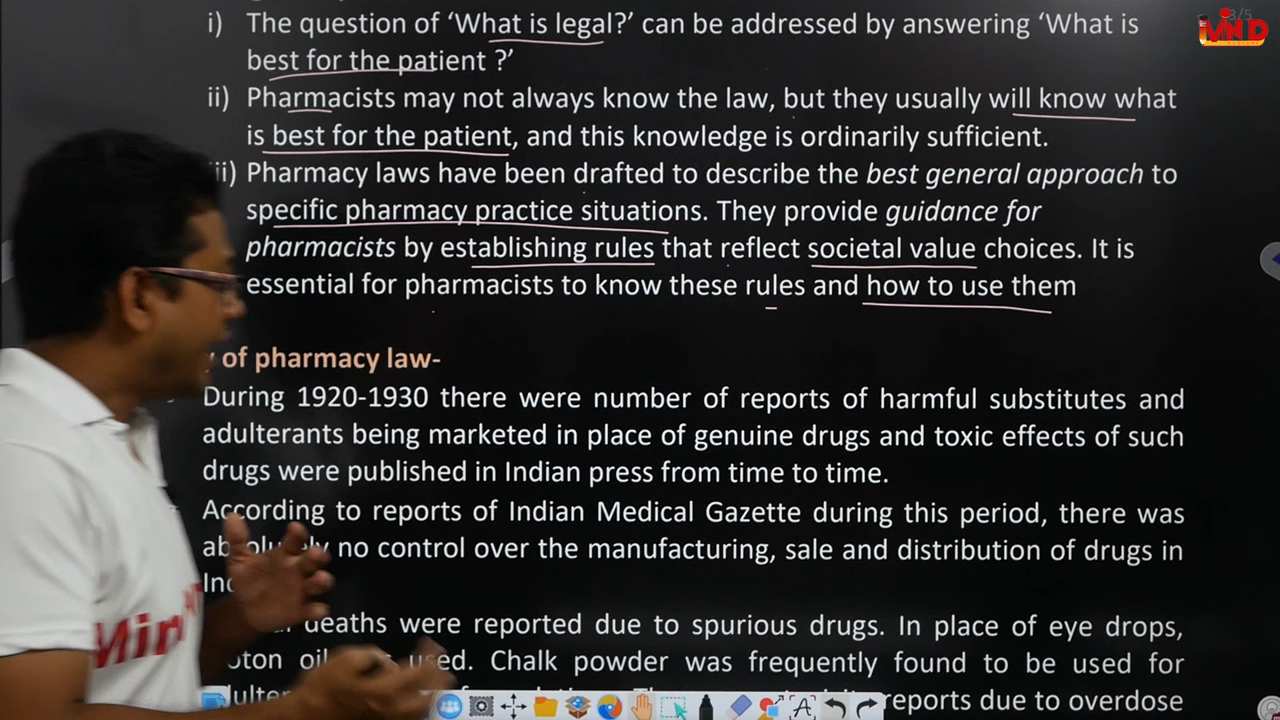 i) The question of ‘What is legal?’ can be addressed by answering ‘What is
best for the patient ?’
ii) Pharmacists may not always know the law, but they usually will know what
is best for the patient, and this knowledge is ordinarily sufficient.
ii) Pharmacy laws have been drafted to describe the best general approach to
specific pharmacy practice situations. They provide guidance for
pharmacists by establishing rules that reflect societal value choices. It is
essential for pharmacists to know these rules and how to use them
of pharmacy law-
During 1920-1930 there were number of reports of harmful substitutes and
adulterants being marketed in place of genuine drugs and toxic effects of such
drugs were published in Indian press from time to time.
According to reports of Indian Medical Gazette during this period, there was
no control over the manufacturing, sale and distribution of drugs in
deaths were reported due to spurious drugs. In place of eye drops,
oil used. Chalk powder was frequently found to be used for
reports due to overdose
3/5
MIND
Min